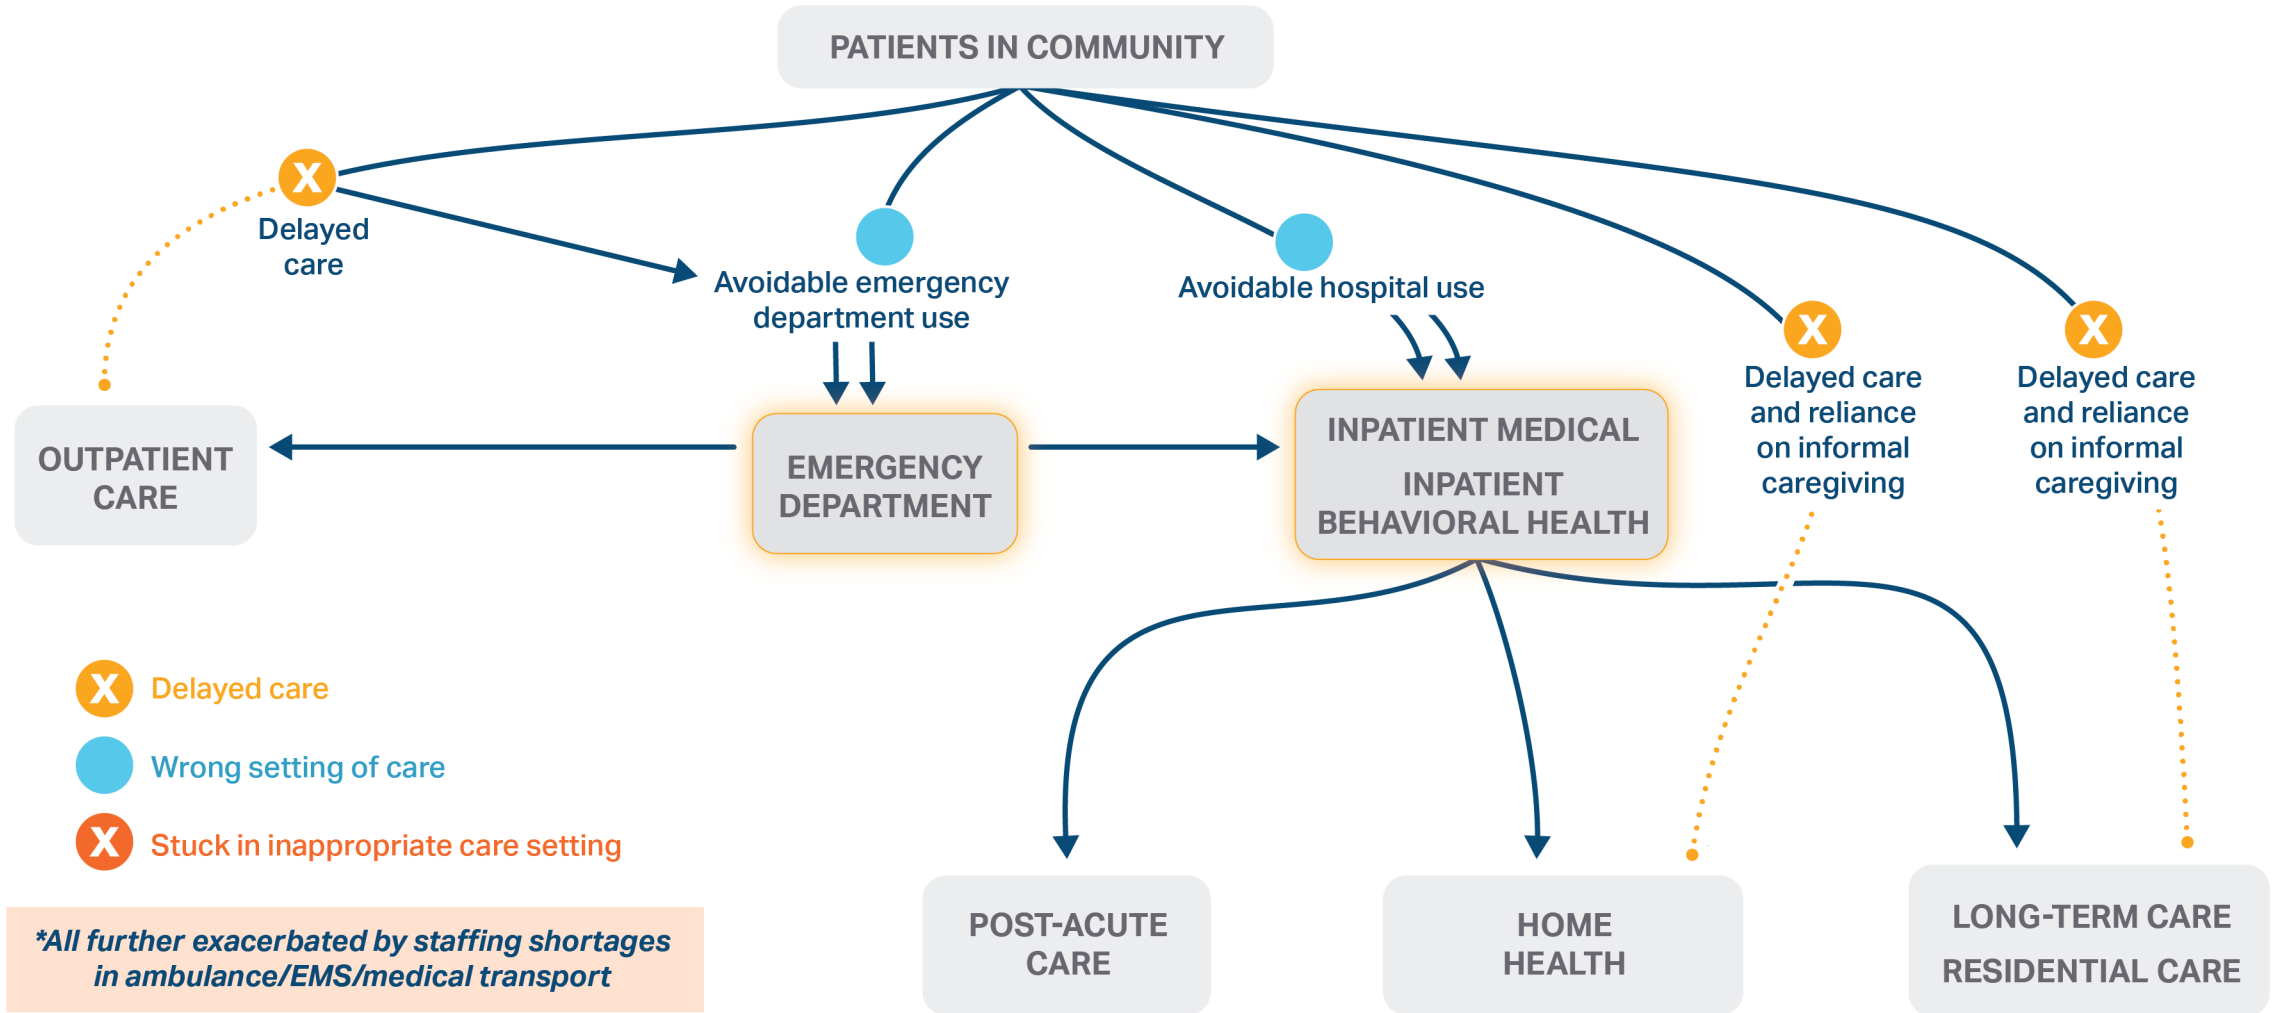 PATIENTS IN COMMUNITY
X
Delayed
care
Avoidable emergency
department use
Avoidable hospital use
X
Delayed care
and reliance
on informal
caregiving
X
Delayed care
and reliance
on informal
caregiving
OUTPATIENT
CARE
EMERGENCY
DEPARTMENT
INPATIENT MEDICAL
INPATIENT
BEHAVIORAL HEALTH
X Delayed care
Wrong setting of care
X Stuck in inappropriate care setting
*All further exacerbated by staffing shortages
in ambulance/EMS/medical transport
POST-ACUTE
CARE
HOME
HEALTH
LONG-TERM CARE
RESIDENTIAL CARE